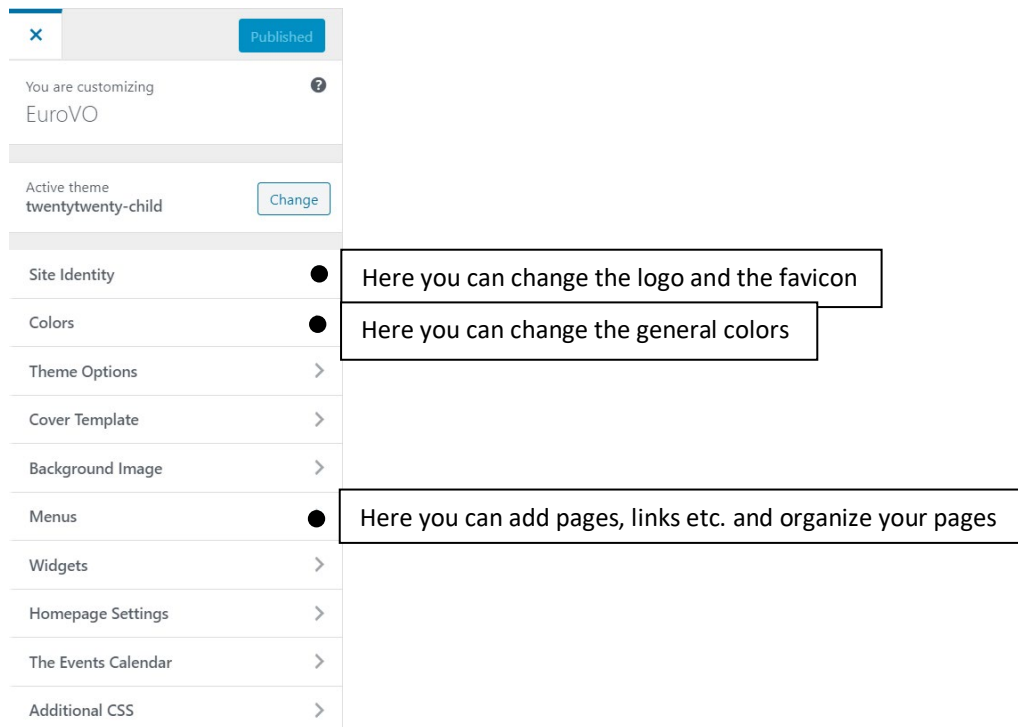 Published
You are customizing
EuroVO
Active theme
twentytwenty-child
Change
Site Identity
Here you can change the logo and the favicon
Colors
Here you can change the general colors
Theme Options
Cover Template
Background Image
Menus
Here you can add pages, links etc. and organize your pages
Widgets
Homepage Settings
The Events Calendar
Additional CSS